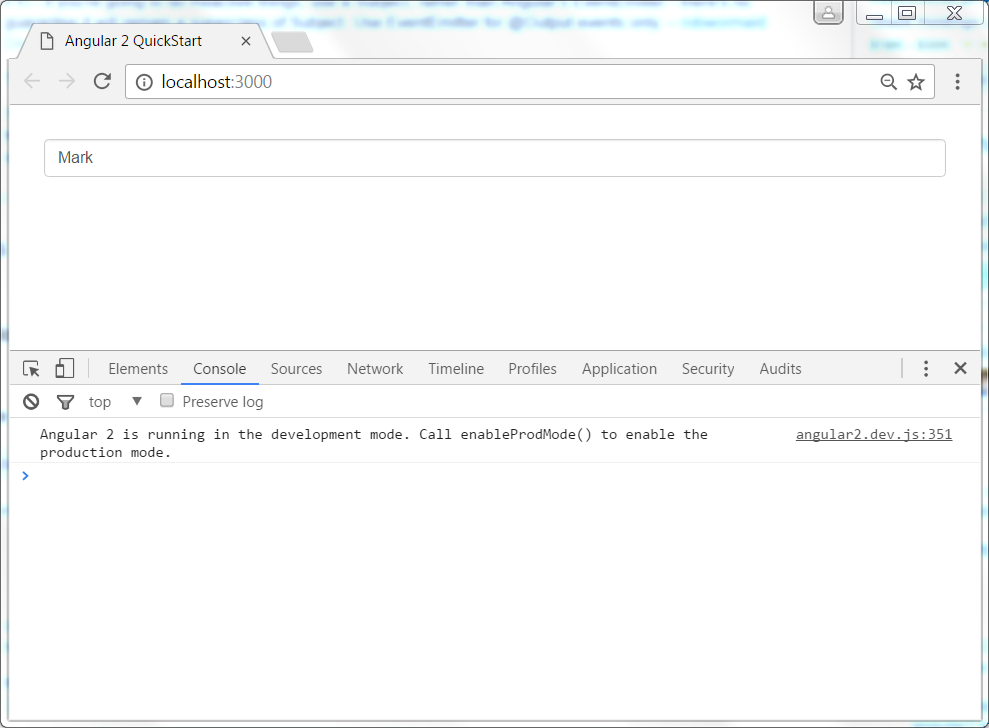 Angular 2 QuickStart
localhost:3000
Mark
Elements Console Sources Network Timeline Profiles Application Security Audits
top Preserve log
Angular 2 is running in the development mode. Call enableProdMode() to enable the angular2.dev.js:351
production mode.